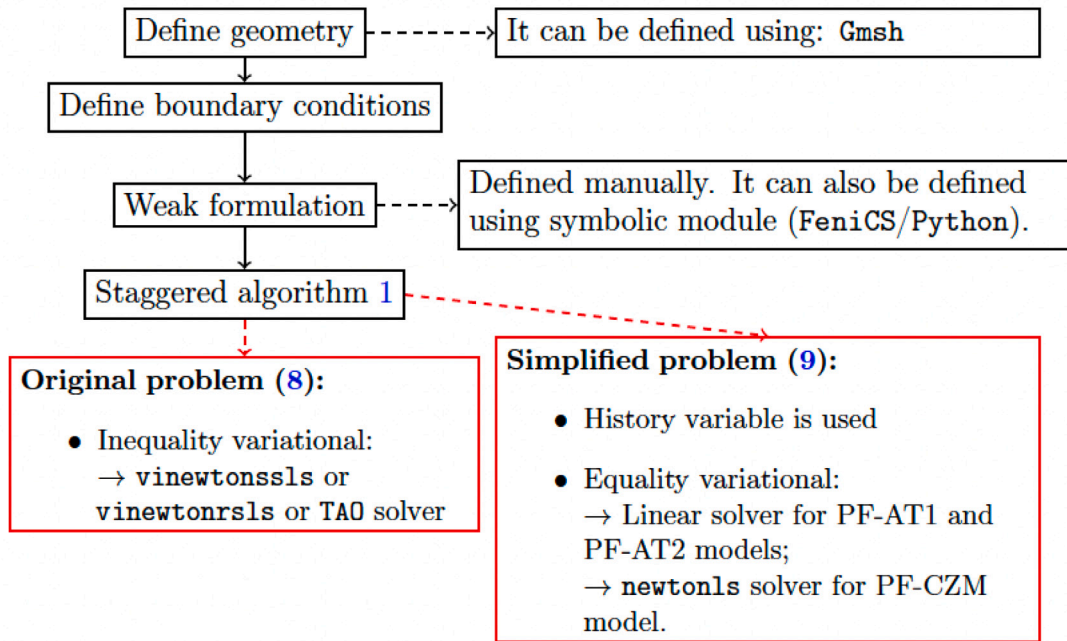 Define geometry
It can be defined using: Gmsh
Define boundary conditions
Weak formulation
Defined manually. It can also be defined
using symbolic module (FeniCS/Python).
Staggered algorithm 1
Original problem (8):
• Inequality variational:
→ vinewtonssls or
vinewtonrsls or TAO solver
Simplified problem (9):
• History variable is used
• Equality variational:
→ Linear solver for PF-AT1 and
PF-AT2 models;
→ newtonls solver for PF-CZM
model.